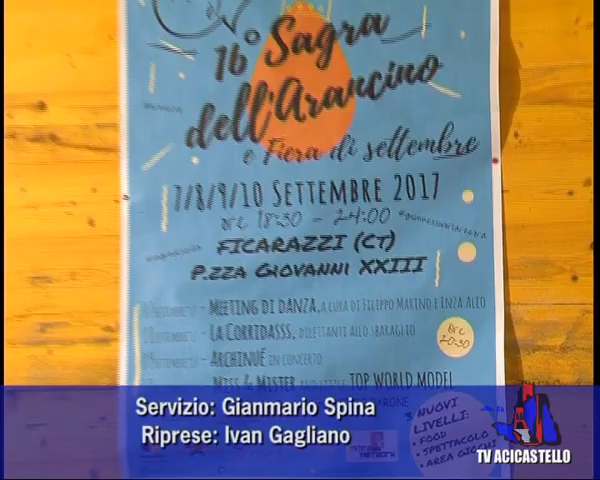 16° Sagra
dell'Arancino
e Fiera di settembre
7/8/9/10 SETTEMBRE 2017
ore 18:30 - 24:00
FICARAZZI (CT)
P.ZZA GIOVANNI XXIII
- MEETING DI DANZA, A CURA DI FILIPPO MARINO E ENZA ALEO
- LA CORRIDASSS, DILETTANTI ALLO SBARAGLIO
- ARCHINUÉ IN CONCERTO
Ore
20:30
- MISS & MISTER TOP WORLD MODEL
3 NUOVI
LIVELLI:
• FOOD
• SPETTACOLO
• AREA GIOCHI
Servizio: Gianmario Spina
Riprese: Ivan Gagliano
TV ACICASTELLO